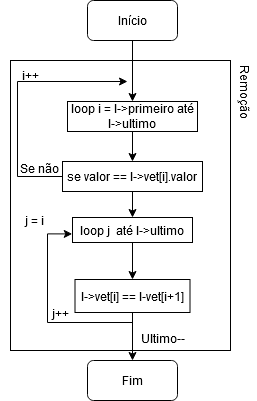 Início
i++
Remoção
loop i = l->primeiro até
l->ultimo
Se não
se valor == l->vet[i].valor
j = i
loop j até l->ultimo
l->vet[i] == l-vet[i+1]
j++
Ultimo--
Fim